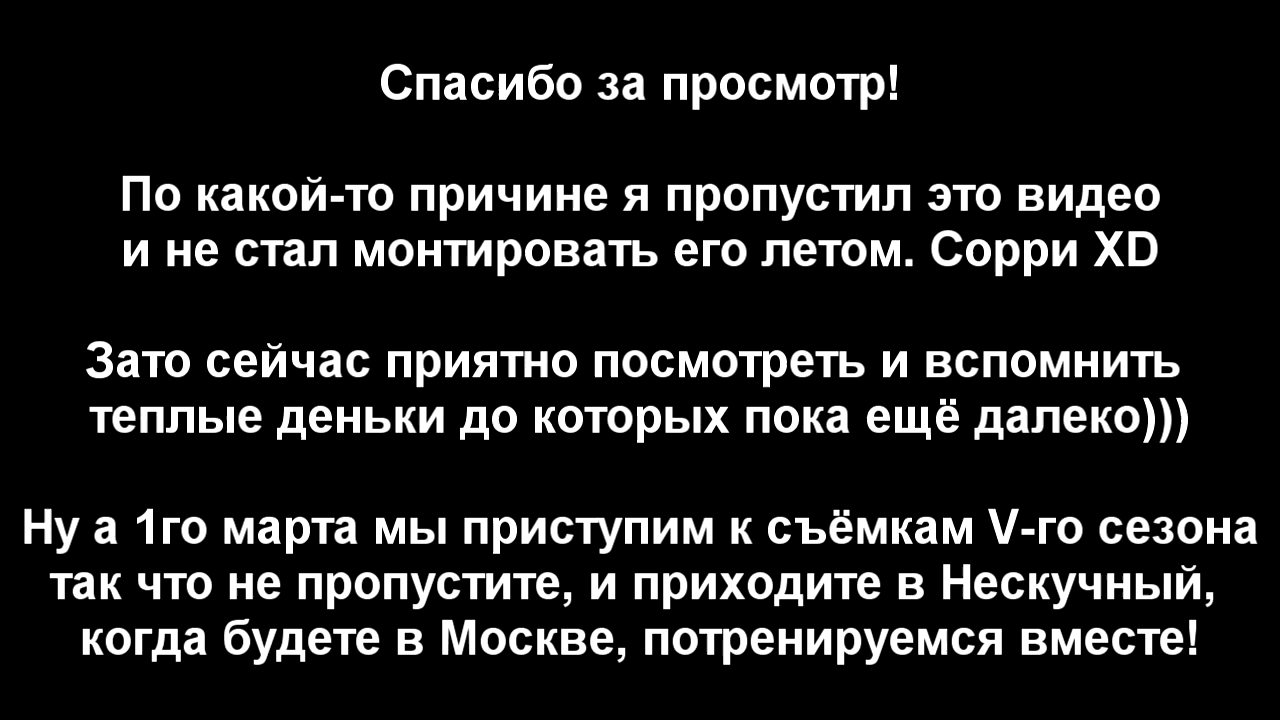 Спасибо за просмотр!
По какой-то причине я пропустил это видео
и не стал монтировать его летом. Сорри XD
Зато сейчас приятно посмотреть и вспомнить
теплые деньки до которых пока ещё далеко)))
Ну а 1го марта мы приступим к съёмкам V-го сезона
так что не пропустите, и приходите в Нескучный,
когда будете в Москве, потренируемся вместе!